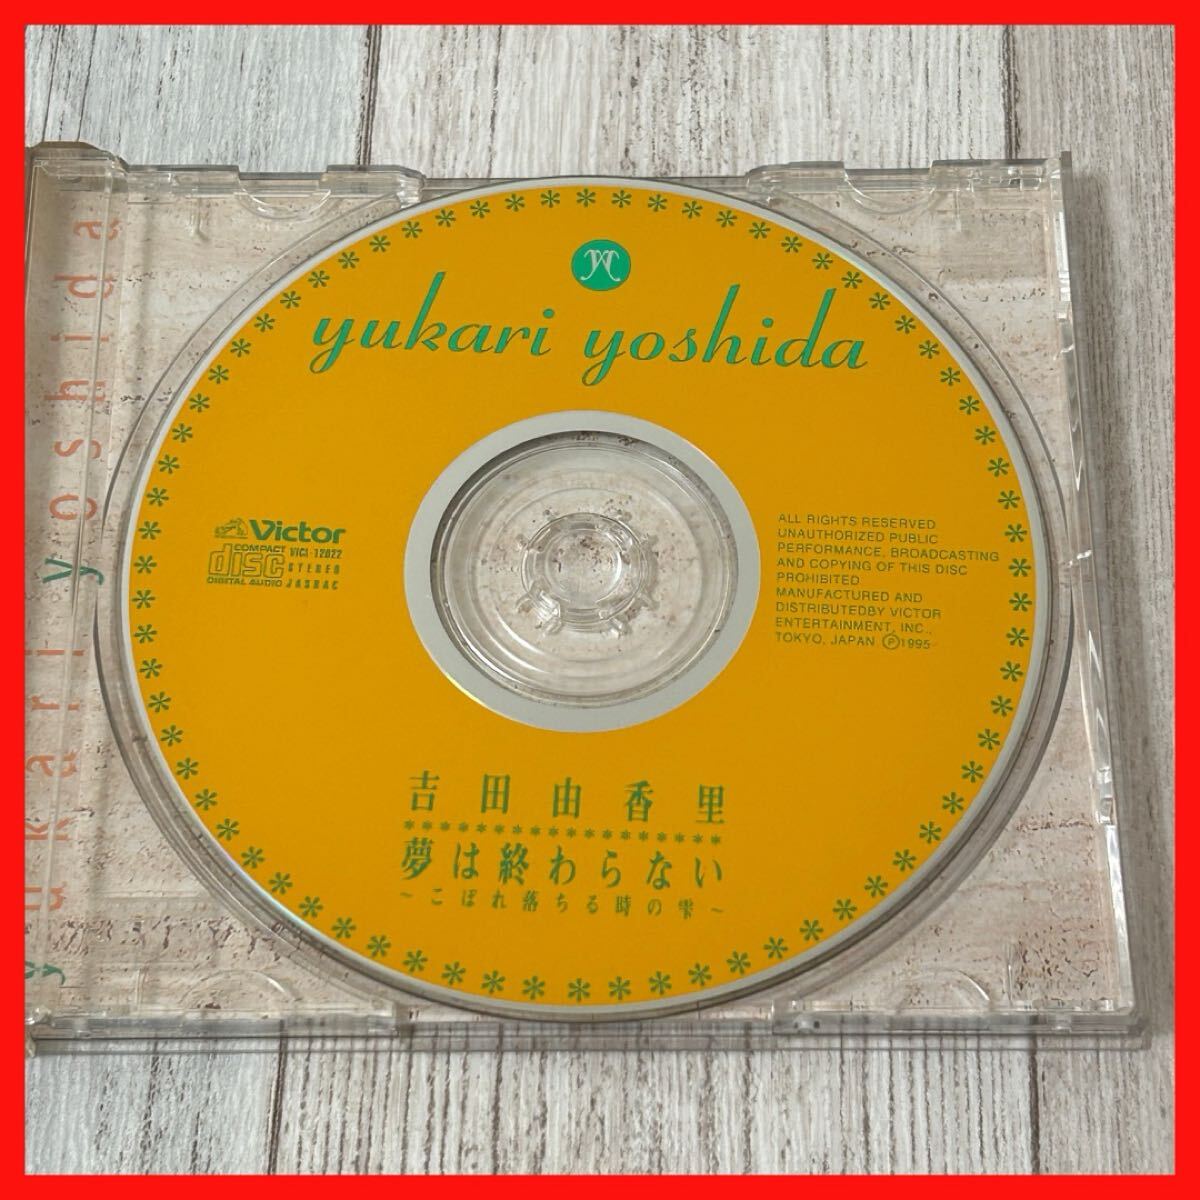 yukari yoshida
yukari yoshida
Victor
COMPACT
disc
DIGITAL AUDIO
VICL-12022
STEREO
JASRAC
ALL RIGHTS RESERVED
UNAUTHORIZED PUBLIC
PERFORMANCE, BROADCASTING
AND COPYING OF THIS DISC
PROHIBITED
MANUFACTURED AND
DISTRIBUTEDBY VICTOR
ENTERTAINMENT, INC.,
TOKYO, JAPAN Ⓟ1995
吉田由香里
夢は終わらない
～こぼれ落ちる時の雫～